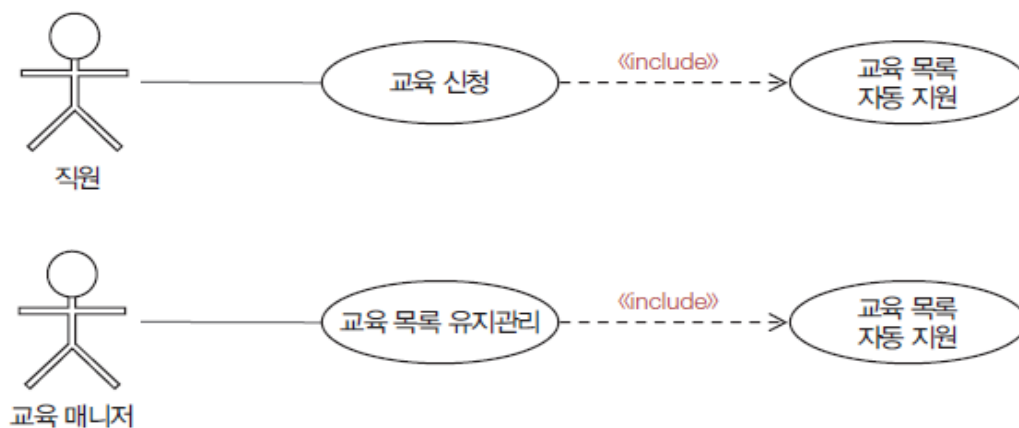 직원
교육 신청
《include》
교육 목록
자동 지원
교육 매니저
교육 목록 유지관리
《include》
교육 목록
자동 지원